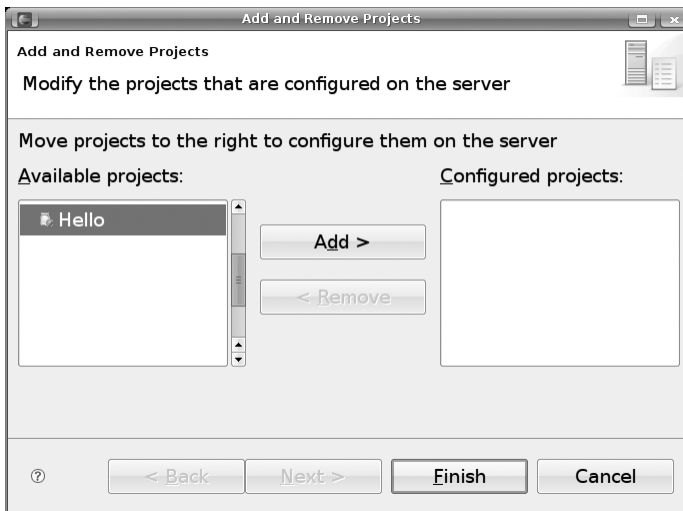 Add and Remove Projects
Add and Remove Projects
Modify the projects that are configured on the server
Move projects to the right to configure them on the server
Available projects:
Configured projects:
Hello
Add >
< Remove
?
< Back
Next >
Finish
Cancel